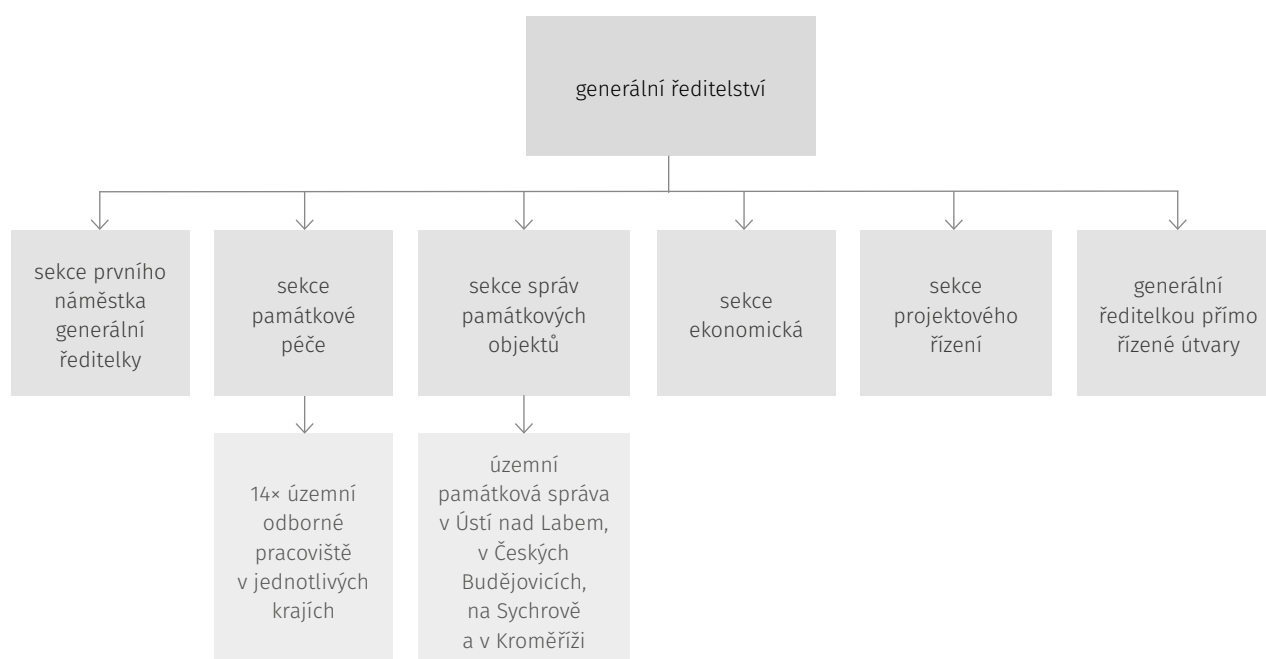 generální ředitelství
sekce prvního
náměstka
generální
ředitelky
sekce
památkové
péče
sekce správ
památkových
objektů
sekce
ekonomická
sekce
projektového
řízení
generální
ředitelkou přímo
řízené útvary
14× územní
odborné
pracoviště
v jednotlivých
krajích
územní
památková správa
v Ústí nad Labem,
v Českých
Budějovicích,
na Sychrově
a v Kroměříži